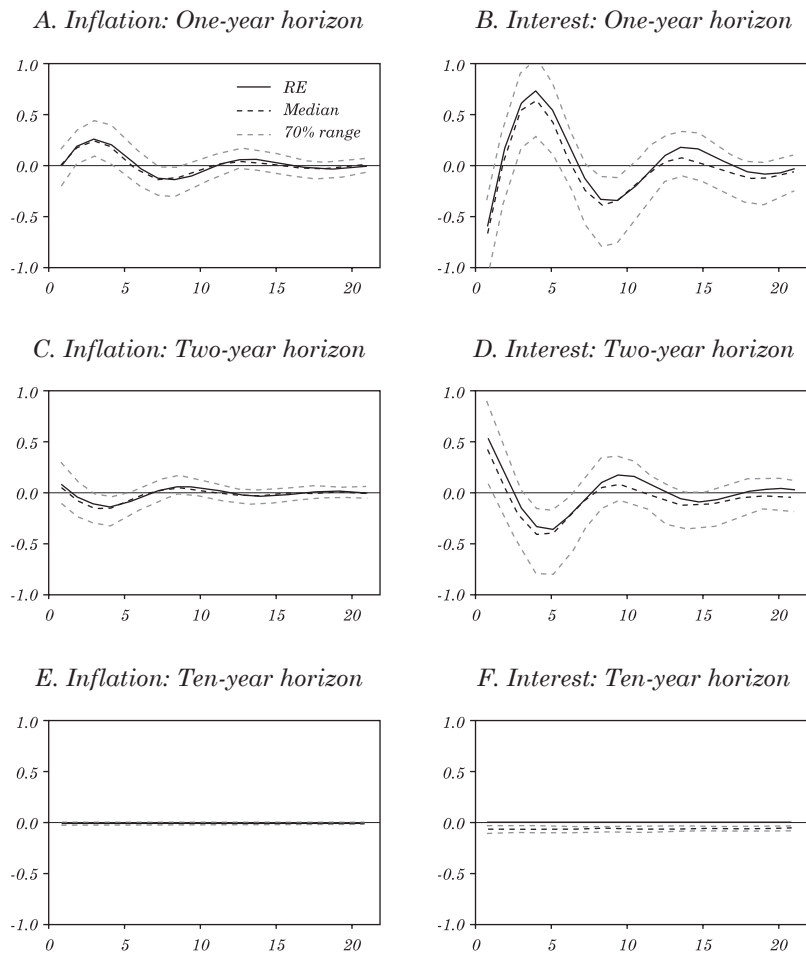 A. Inflation: One-year horizon
1.0
0.5
0.0
-0.5
-1.0
0 5 10 15 20
RE
Median
70% range
B. Interest: One-year horizon
1.0
0.5
0.0
-0.5
-1.0
0 5 10 15 20
C. Inflation: Two-year horizon
1.0
0.5
0.0
-0.5
-1.0
0 5 10 15 20
D. Interest: Two-year horizon
1.0
0.5
0.0
-0.5
-1.0
0 5 10 15 20
E. Inflation: Ten-year horizon
1.0
0.5
0.0
-0.5
-1.0
0 5 10 15 20
F. Interest: Ten-year horizon
1.0
0.5
0.0
-0.5
-1.0
0 5 10 15 20